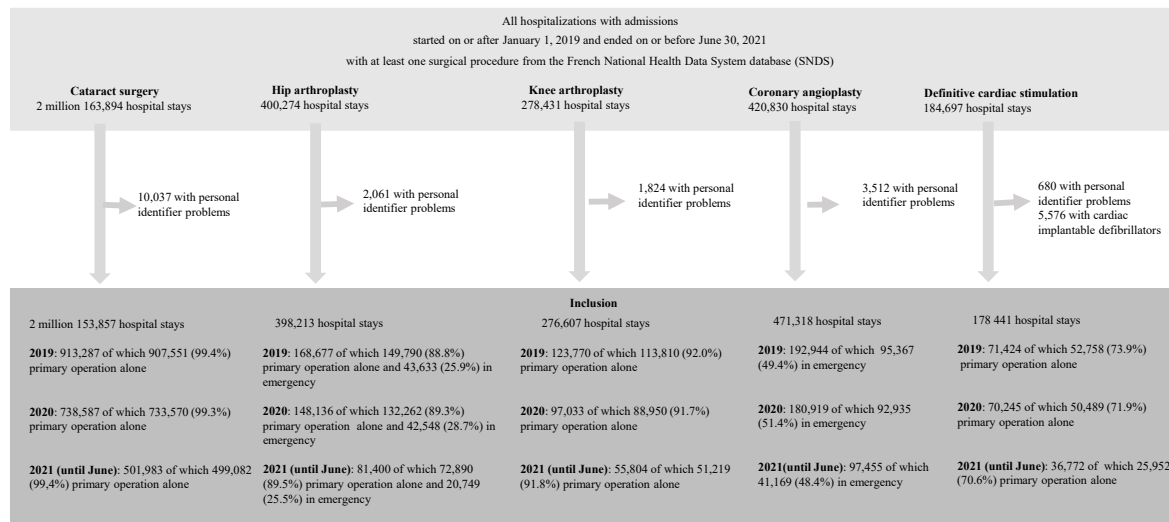 All hospitalizations with admissions
started on or after January 1, 2019 and ended on or before June 30, 2021
with at least one surgical procedure from the French National Health Data System database (SNDS)
Cataract surgery
2 million 163,894 hospital stays
Hip arthroplasty
400,274 hospital stays
Knee arthroplasty
278,431 hospital stays
Coronary angioplasty
420,830 hospital stays
Definitive cardiac stimulation
184,697 hospital stays
10,037 with personal
identifier problems
2,061 with personal
identifier problems
1,824 with personal
identifier problems
3,512 with personal
identifier problems
680 with personal
identifier problems
5,576 with cardiac
implantable defibrillators
Inclusion
2 million 153,857 hospital stays
2019: 913,287 of which 907,551 (99.4%)
primary operation alone
2020: 738,587 of which 733,570 (99.3%)
primary operation alone
2021 (until June): 501,983 of which 499,082
(99,4%) primary operation alone
398,213 hospital stays
2019: 168,677 of which 149,790 (88.8%)
primary operation alone and 43,633 (25.9%) in
emergency
2020: 148,136 of which 132,262 (89.3%)
primary operation alone and 42,548 (28.7%) in
emergency
2021 (until June): 81,400 of which 72,890
(89.5%) primary operation alone and 20,749
(25.5%) in emergency
276,607 hospital stays
2019: 123,770 of which 113,810 (92.0%)
primary operation alone
2020: 97,033 of which 88,950 (91.7%)
primary operation alone
2021 (until June): 55,804 of which 51,219
(91.8%) primary operation alone
471,318 hospital stays
2019: 192,944 of which 95,367
(49.4%) in emergency
2020: 180,919 of which 92,935
(51.4%) in emergency
2021(until June): 97,455 of which
41,169 (48.4%) in emergency
178 441 hospital stays
2019: 71,424 of which 52,758 (73.9%)
primary operation alone
2020: 70,245 of which 50,489 (71.9%)
primary operation alone
2021 (until June): 36,772 of which 25,952
(70.6%) primary operation alone